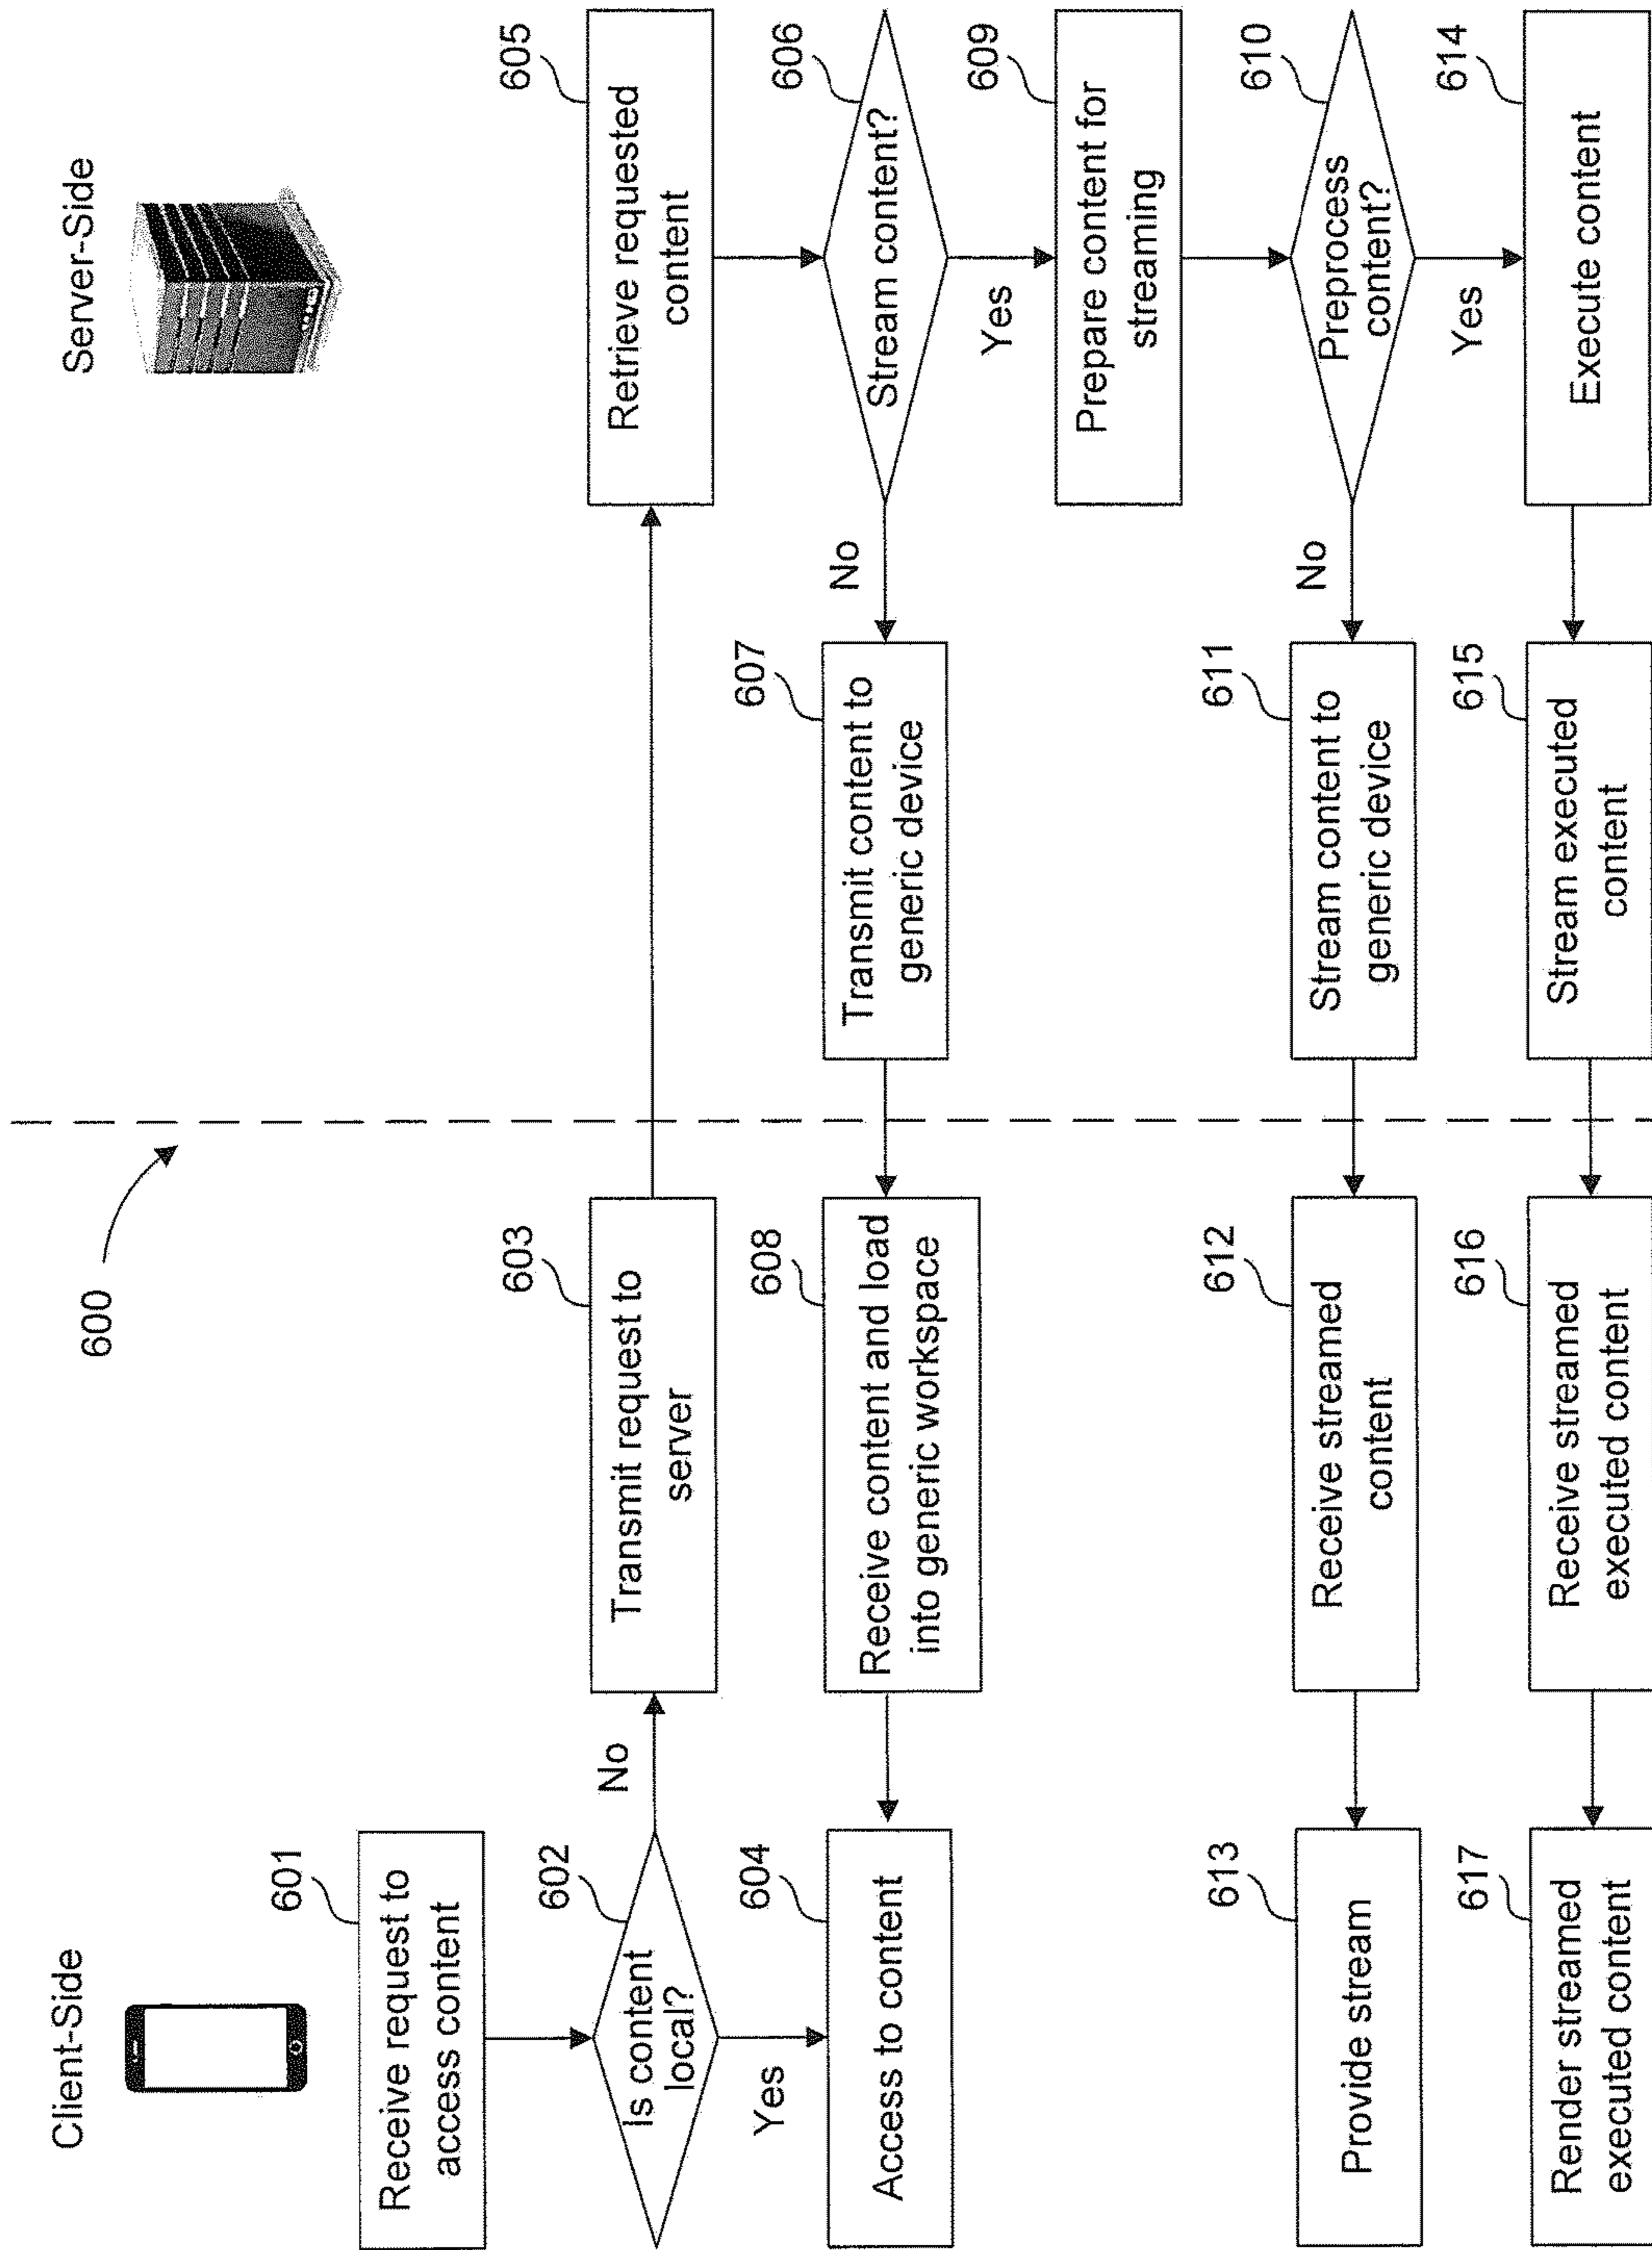 Client-Side
Server-Side
600
601
Receive request to
access content
602
Is content
local?
No
Yes
603
Transmit request to
server
604
Access to content
605
Retrieve requested
content
606
Stream content?
No
Yes
607
Transmit content to
generic device
608
Receive content and load
into generic workspace
609
Prepare content for
streaming
610
Preprocess
content?
No
Yes
611
Stream content to
generic device
612
Receive streamed
content
613
Provide stream
614
Execute content
615
Stream executed
content
616
Receive streamed
executed content
617
Render streamed
executed content